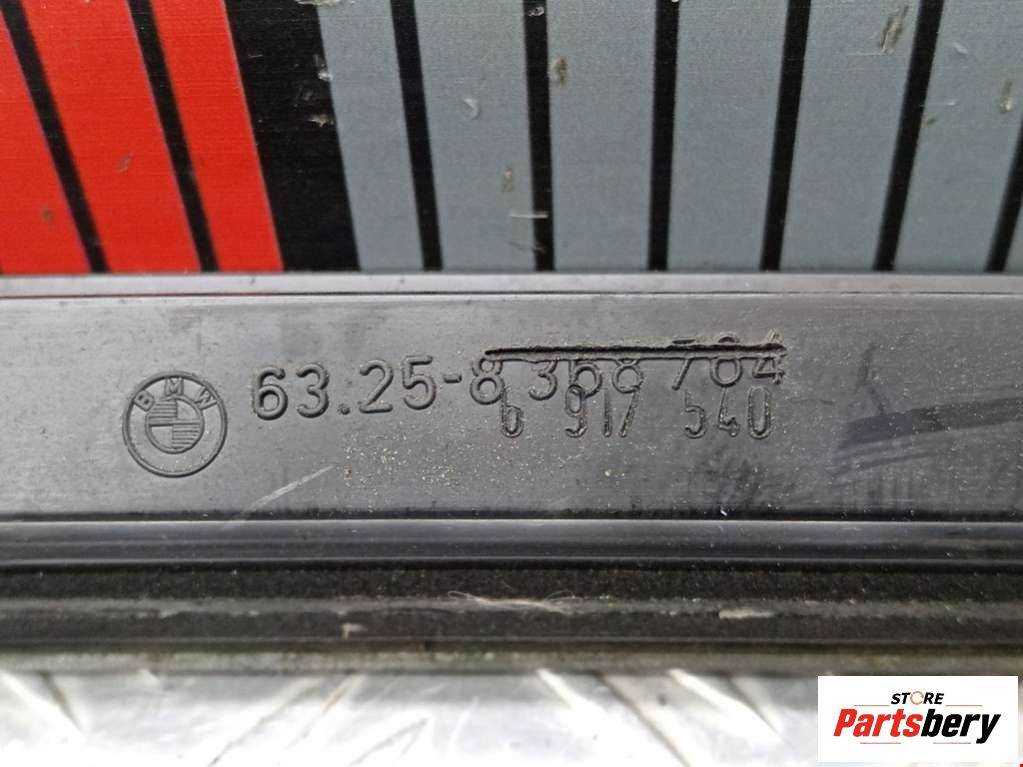 BMW
63.25-8 368 784
6 917 540
STORE
Partsbery